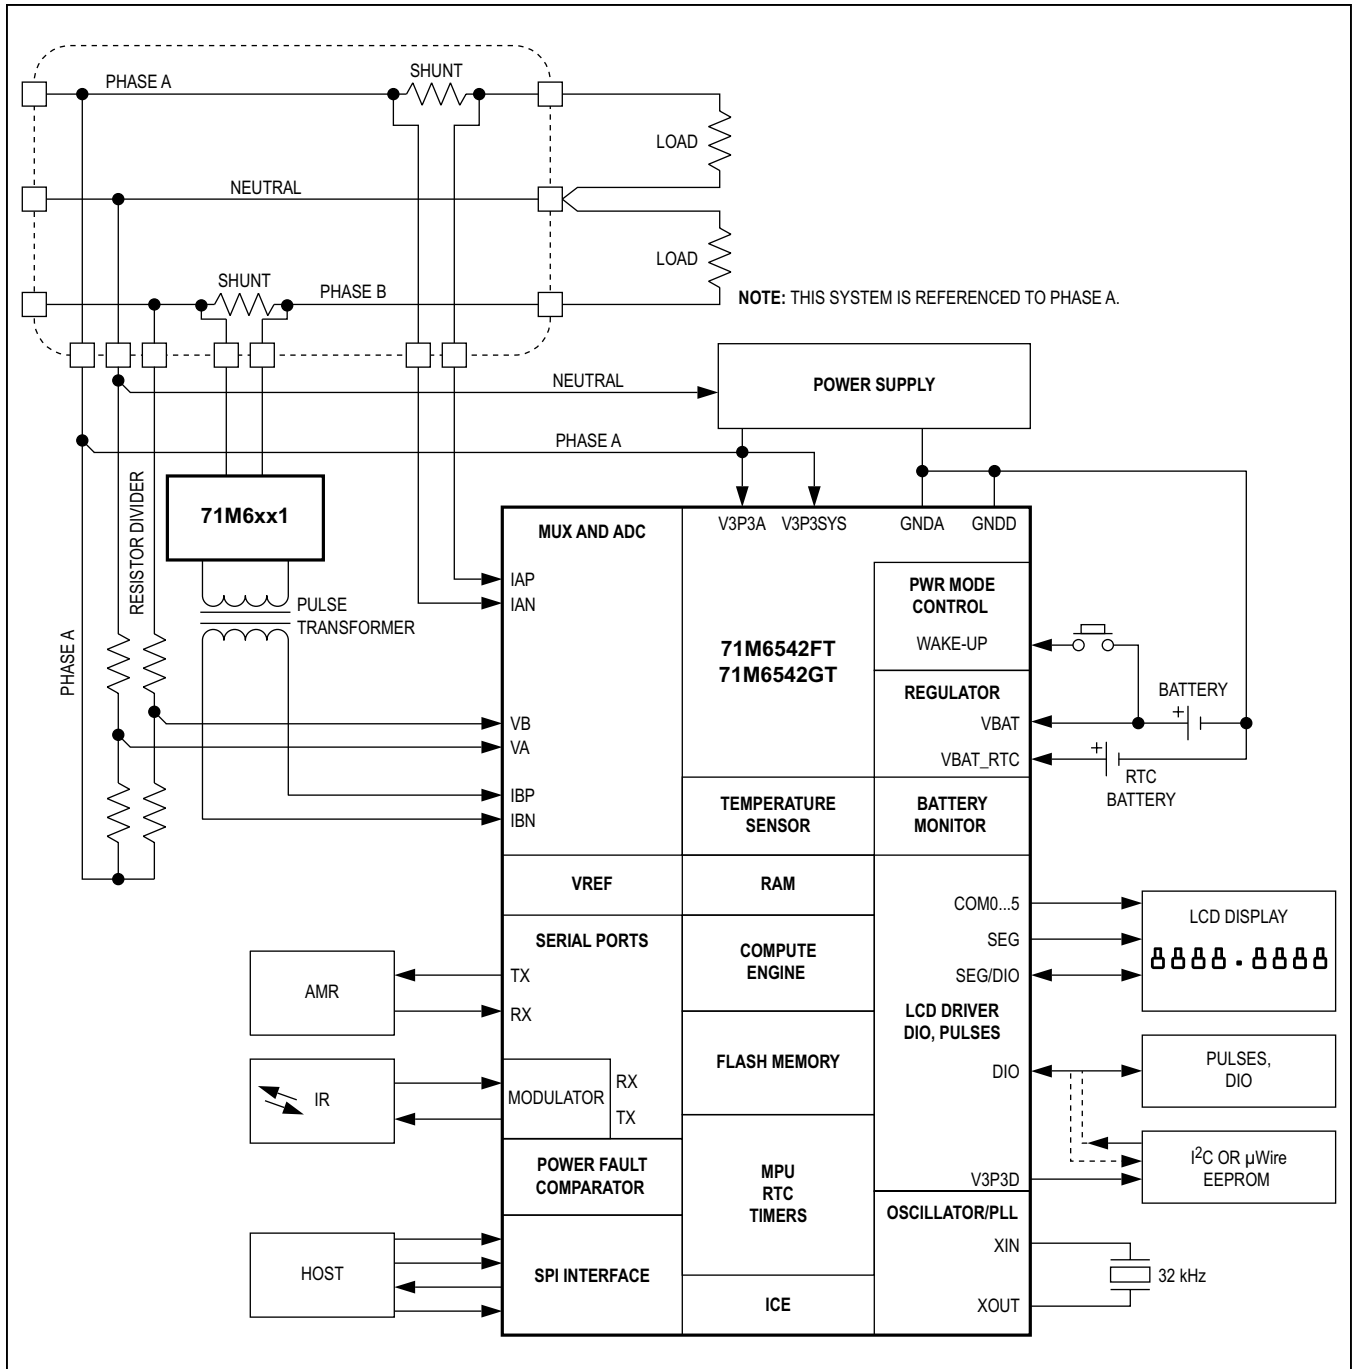 PHASE A
SHUNT
LOAD
NEUTRAL
LOAD
SHUNT
PHASE B
NOTE: THIS SYSTEM IS REFERENCED TO PHASE A.
NEUTRAL
POWER SUPPLY
PHASE A
71M6xx1
RESISTOR DIVIDER
PHASE A
PULSE
TRANSFORMER
MUX AND ADC
V3P3A
V3P3SYS
GNDA
GNDD
IAP
IAN
VB
VA
IBP
IBN
71M6542FT
71M6542GT
PWR MODE
CONTROL
WAKE-UP
REGULATOR
VBAT
VBAT_RTC
BATTERY
+
+
RTC
BATTERY
TEMPERATURE
SENSOR
BATTERY
MONITOR
VREF
RAM
SERIAL PORTS
TX
RX
AMR
COMPUTE
ENGINE
COM0...5
SEG
SEG/DIO
LCD DRIVER
DIO, PULSES
LCD DISPLAY
8888.8888
FLASH MEMORY
DIO
PULSES,
DIO
IR
MODULATOR
RX
TX
POWER FAULT
COMPARATOR
MPU
RTC
TIMERS
V3P3D
I²C OR µWire
EEPROM
OSCILLATOR/PLL
XIN
XOUT
32 kHz
HOST
SPI INTERFACE
ICE